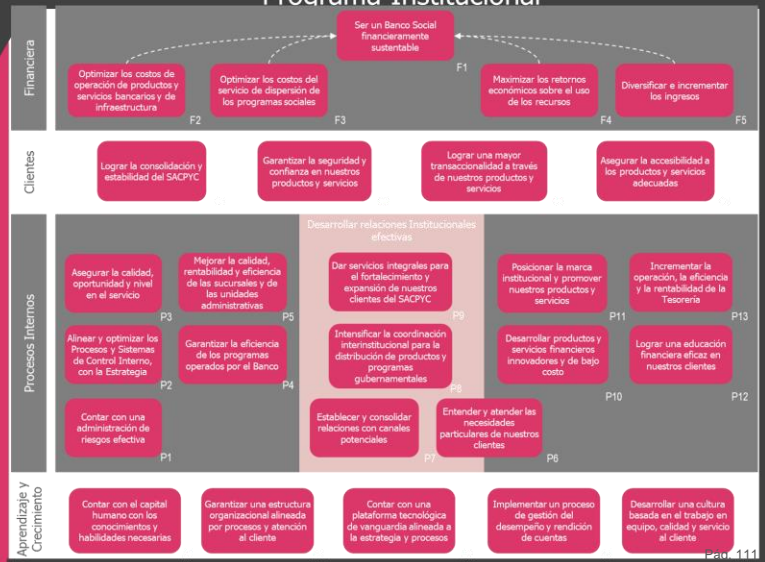 Programa Institucional
Financiera
Ser un Banco Social
financieramente
sustentable
F1
Optimizar los costos de
operación de productos y
servicios bancarios y de
infraestructura
F2
Optimizar los costos del
servicio de dispersión de
los programas sociales
F3
Maximizar los retornos
económicos sobre el uso
de los recursos
F4
Diversificar e incrementar
los ingresos
F5
Clientes
Lograr la consolidación y
estabilidad del SACPYC
Garantizar la seguridad y
confianza en nuestros
productos y servicios
Lograr una mayor
transaccionalidad a través
de nuestros productos y
servicios
Asegurar la accesibilidad a
los productos y servicios
adecuadas
Procesos Internos
Desarrollar relaciones Institucionales
efectivas
Asegurar la calidad,
oportunidad y nivel
en el servicio
P3
Mejorar la calidad,
rentabilidad y eficiencia
de las sucursales y de
las unidades
administrativas
P5
Dar servicios integrales para
el fortalecimiento y
expansión de nuestros
clientes del SACPYC
P9
Posicionar la marca
institucional y promover
nuestros productos y
servicios
P11
Incrementar la
operación, la eficiencia
y la rentabilidad de la
Tesorería
P13
Alinear y optimizar los
Procesos y Sistemas
de Control Interno,
con la Estrategia
P2
Garantizar la eficiencia
de los programas
operados por el Banco
P4
Intensificar la coordinación
interinstitucional para la
distribución de productos y
programas
gubernamentales
P8
Desarrollar productos y
servicios financieros
innovadores y de bajo
costo
P10
Lograr una educación
financiera eficaz en
nuestros clientes
P12
Contar con una
administración de
riesgos efectiva
P1
Establecer y consolidar
relaciones con canales
potenciales
P7
Entender y atender las
necesidades
particulares de nuestros
clientes
P6
Aprendizaje y
Crecimiento
Contar con el capital
humano con los
conocimientos y
habilidades necesarias
Garantizar una estructura
organizacional alineada
por procesos y atención
al cliente
Contar con una
plataforma tecnológica
de vanguardia alineada a
la estrategia y procesos
Implementar un proceso
de gestión del
desempeño y rendición
de cuentas
Desarrollar una cultura
basada en el trabajo en
equipo, calidad y servicio
al cliente
Pág. 111